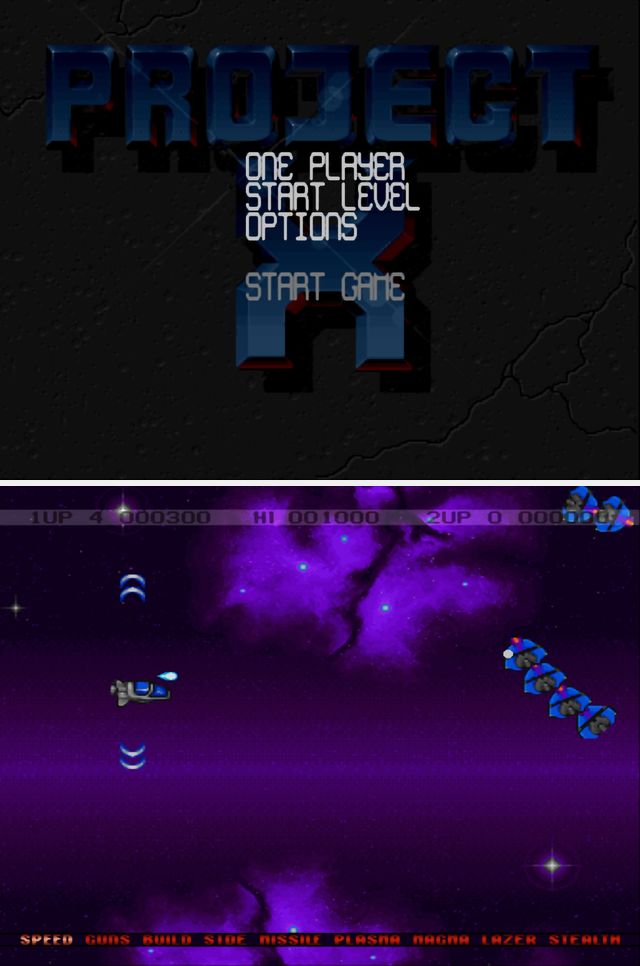 PROJECT
X
ONE PLAYER
START LEVEL
OPTIONS
START GAME
1UP 4 000300 HI 001000 2UP 0 000000
SPEED GUNS BUILD SIDE MISSILE PLASMA MAGMA LAZER STEALTH